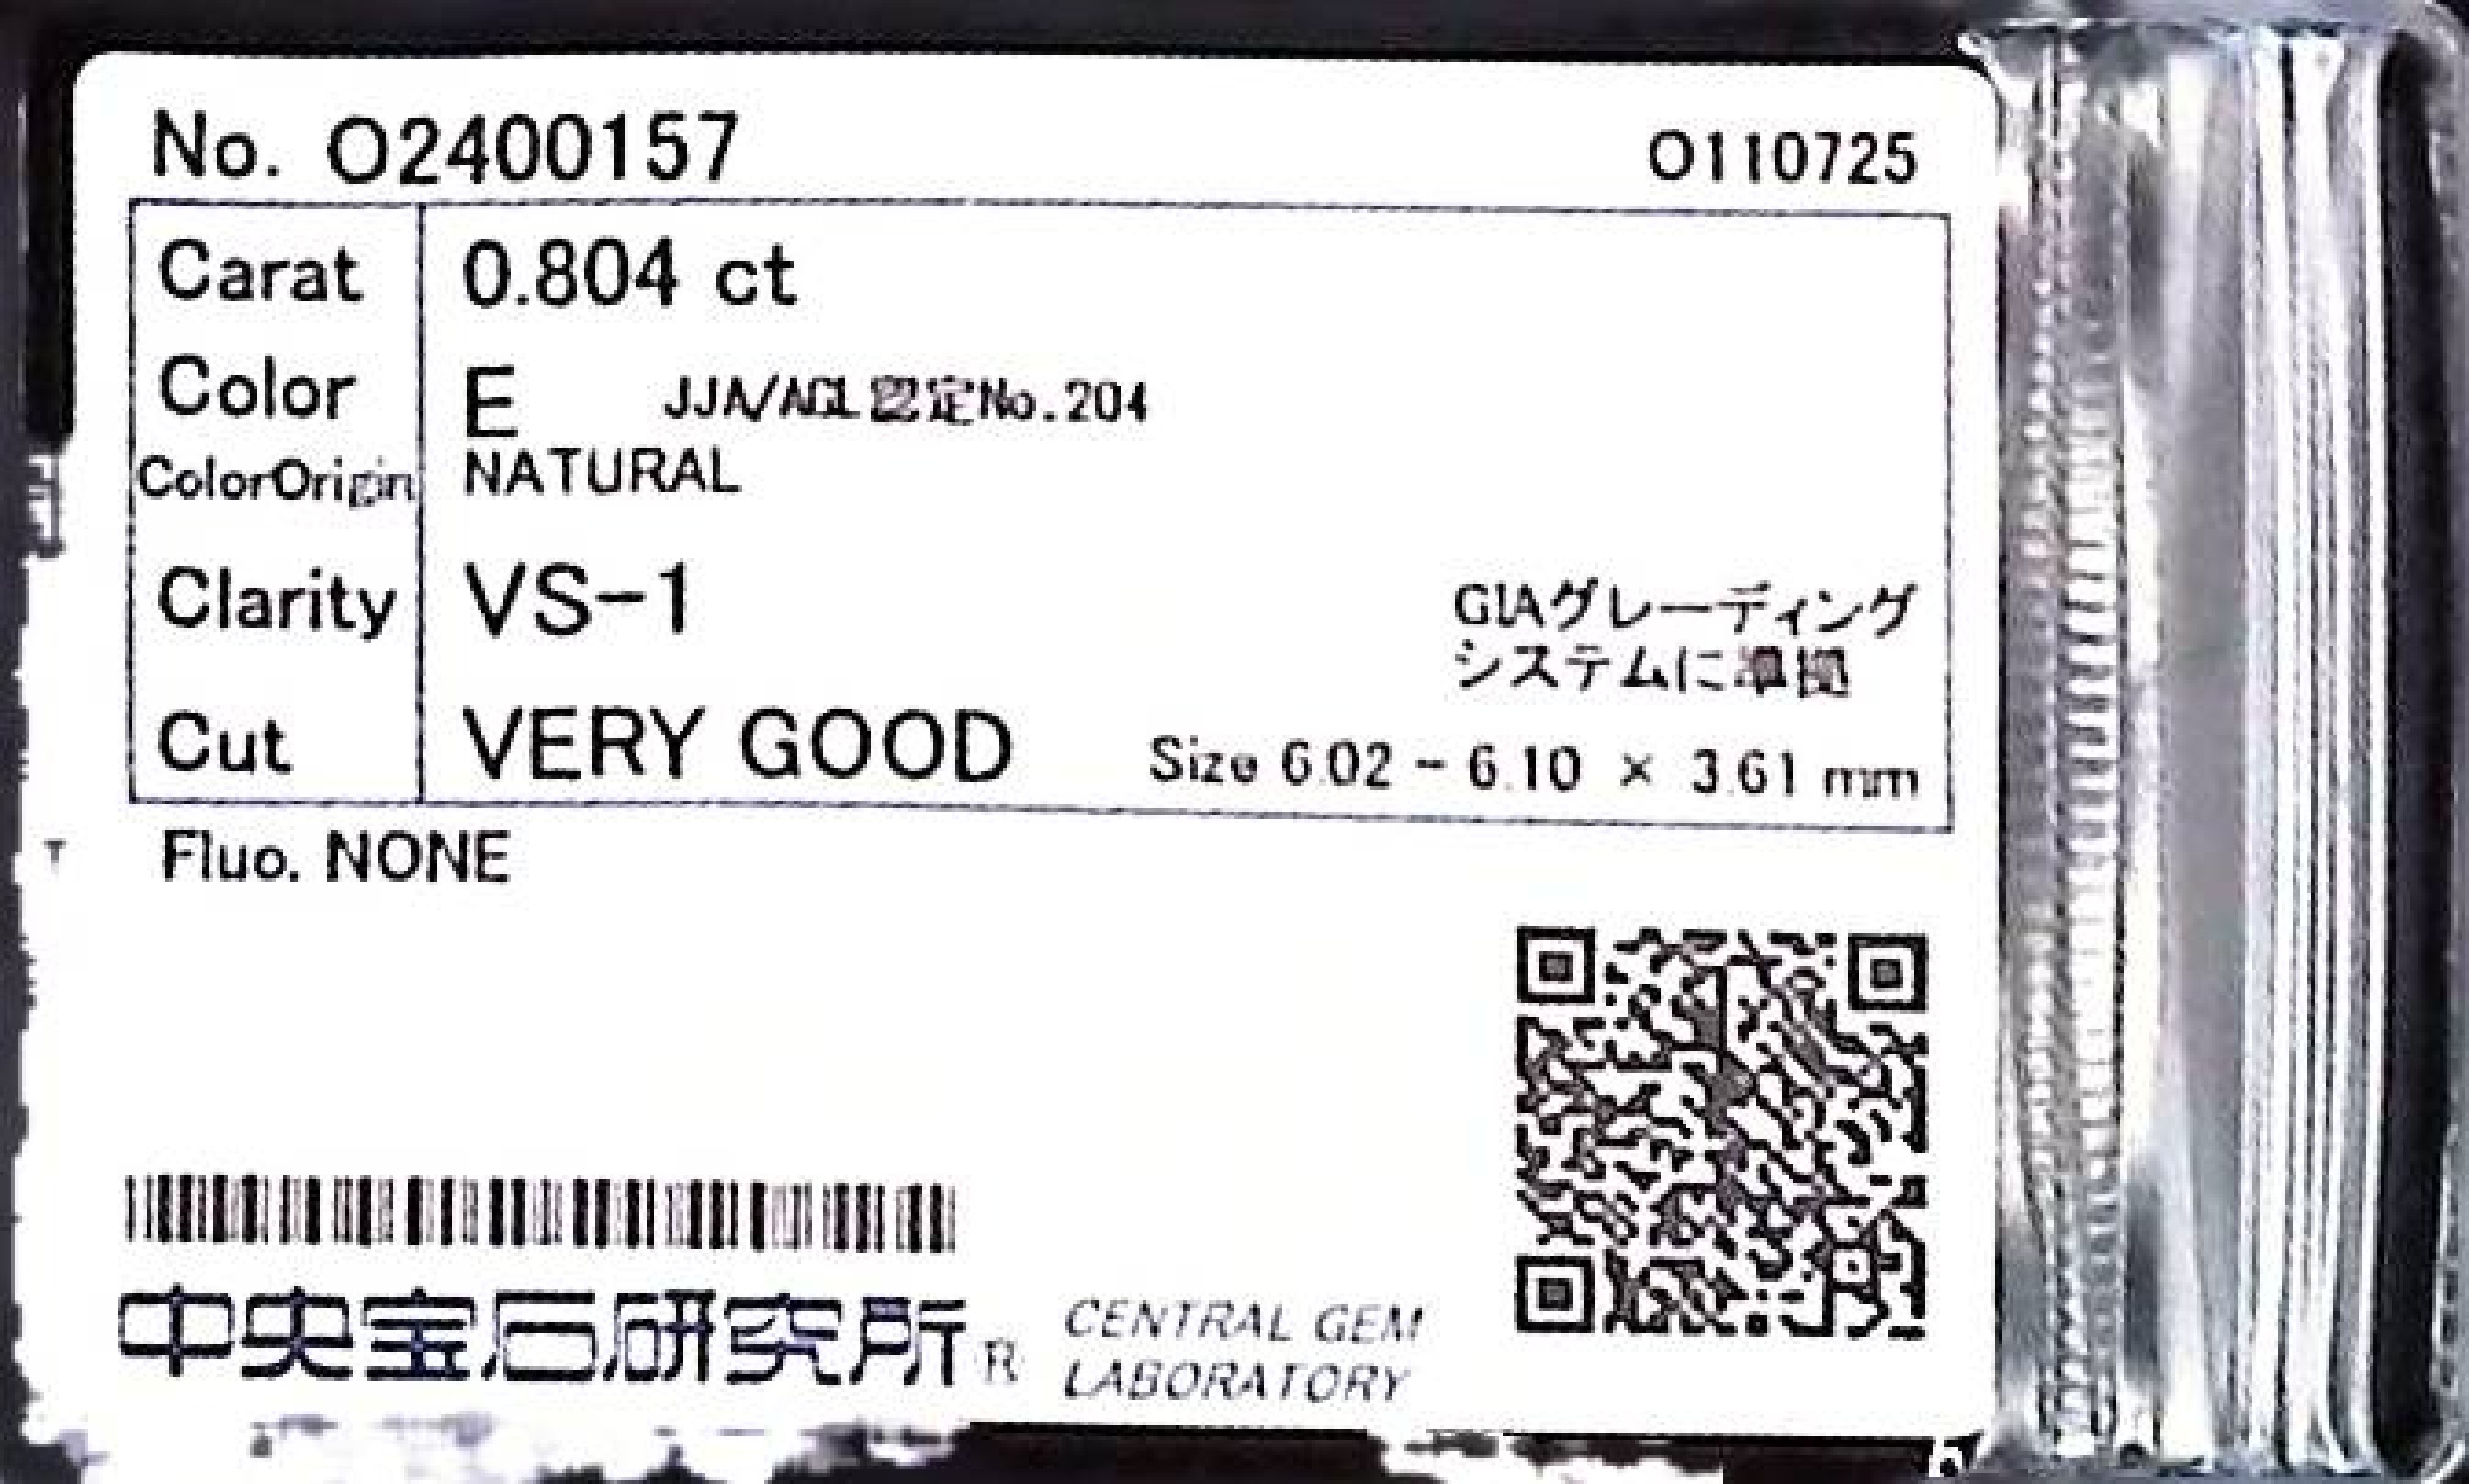 No. O2400157 O110725
Carat 0.804 ct
Color E JJA/AGL認定No.204
ColorOrigin NATURAL
Clarity VS-1
GIAグレーディング
システムに準拠
Cut VERY GOOD Size 6.02 - 6.10 × 3.61 mm
Fluo. NONE
中央宝石研究所 R
CENTRAL GEM
LABORATORY